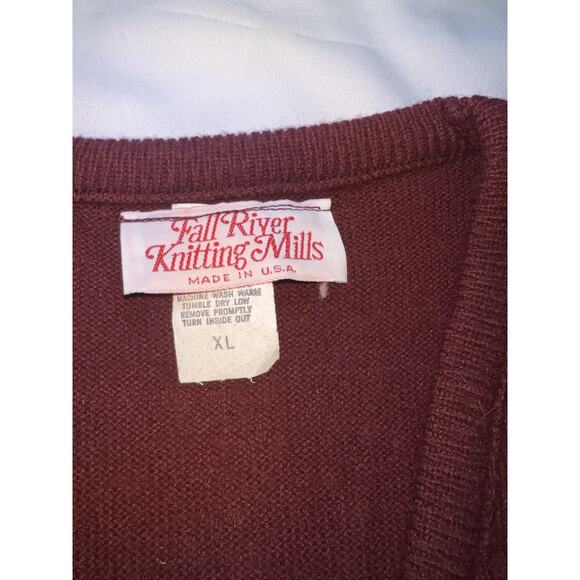 Fall River
Knitting Mills
MADE IN U.S.A.
MACHINE WASH WARM
TUMBLE DRY LOW
REMOVE PROMPTLY
TURN INSIDE OUT
XL